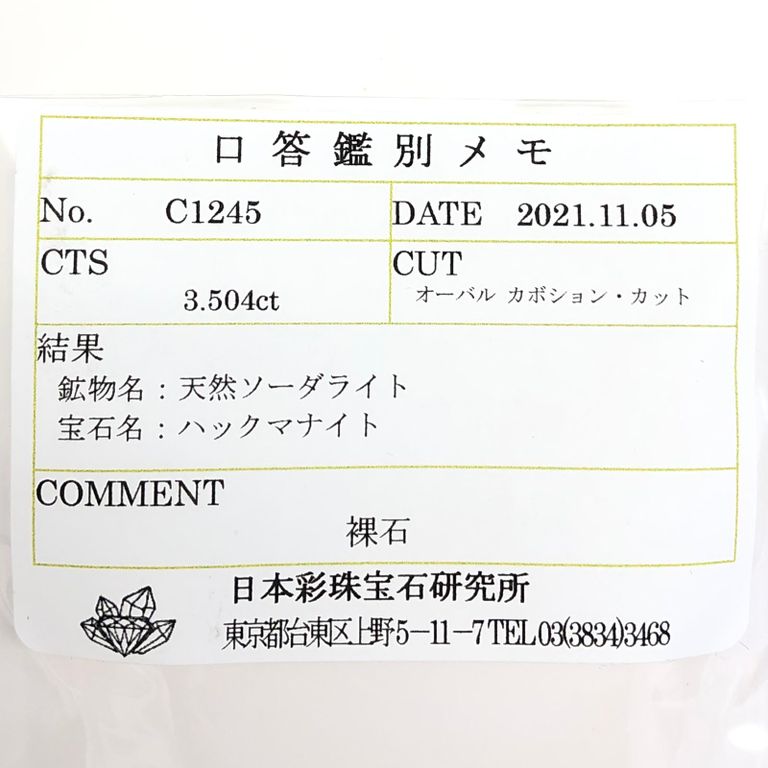 口答鑑別メモ
No. C1245 DATE 2021.11.05
CTS CUT
3.504ct オーバル カボション・カット
結果
鉱物名：天然ソーダライト
宝石名：ハックマナイト
COMMENT
裸石
日本彩珠宝石研究所
東京都台東区上野5-11-7 TEL 03(3834)3468